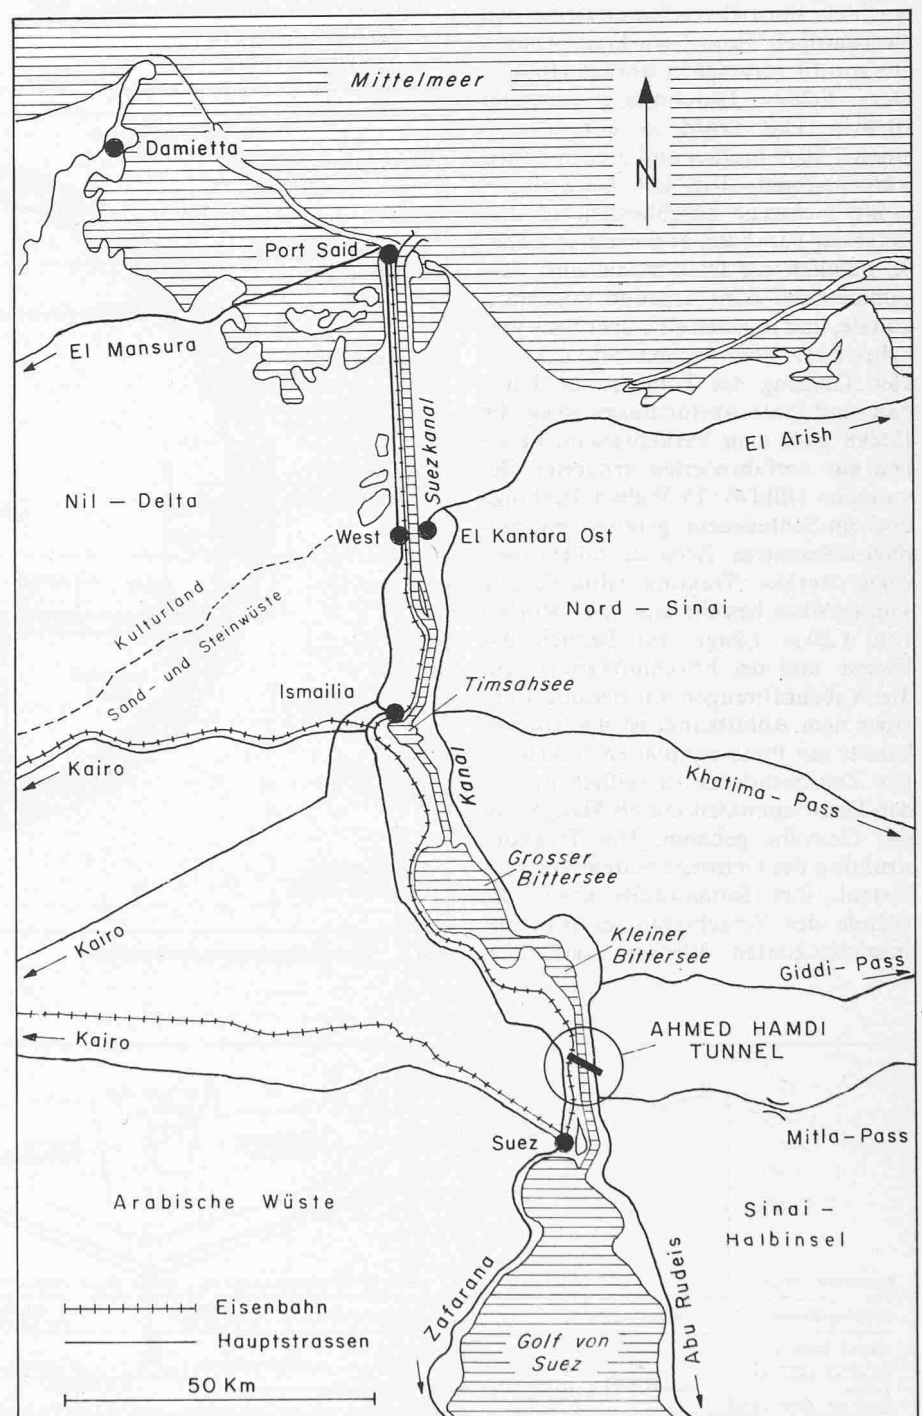 Mittelmeer
N
Damietta
Port Said
El Mansura
Suezkanal
El Arish
Nil – Delta
West
El Kantara Ost
Kulturland
Sand- und Steinwüste
Nord – Sinai
Ismailia
Timsahsee
Kairo
Kanal
Khatima – Pass
Grosser
Bittersee
Kairo
Kleiner
Bittersee
Giddi – Pass
Kairo
AHMED HAMDI
TUNNEL
Suez
Mitla – Pass
Arabische Wüste
Sinai –
Halbinsel
Zafarana
Abu Rudeis
Eisenbahn
Hauptstrassen
Golf von
Suez
50 Km